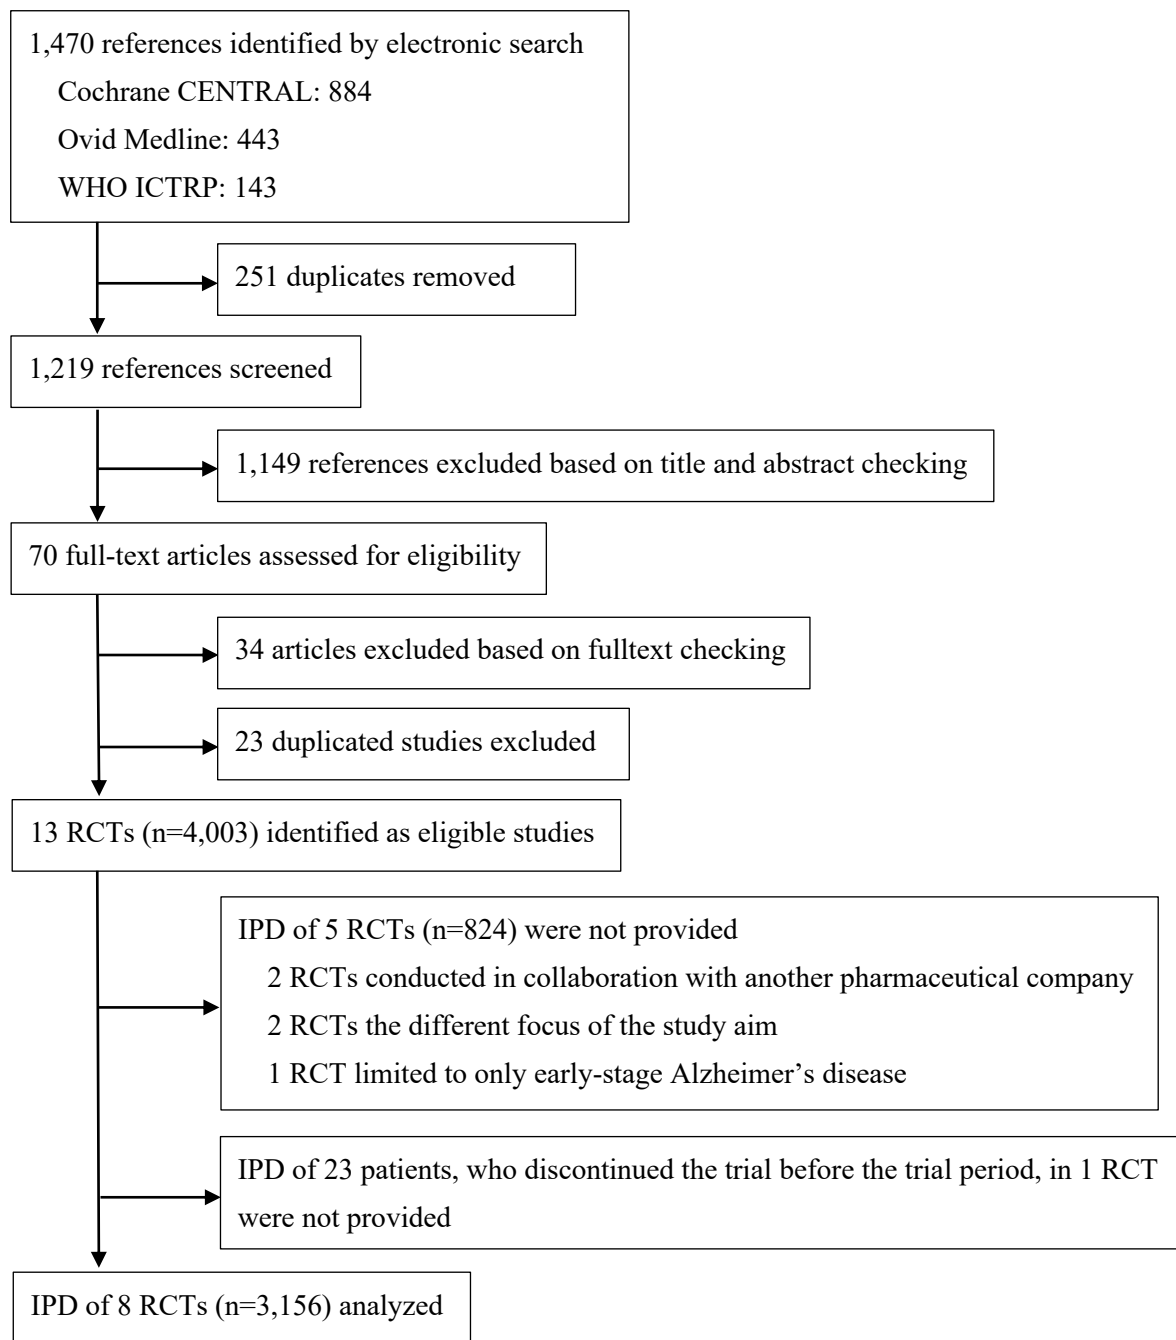 1,470 references identified by electronic search
Cochrane CENTRAL: 884
Ovid Medline: 443
WHO ICTRP: 143
251 duplicates removed
1,219 references screened
1,149 references excluded based on title and abstract checking
70 full-text articles assessed for eligibility
34 articles excluded based on fulltext checking
23 duplicated studies excluded
13 RCTs (n=4,003) identified as eligible studies
IPD of 5 RCTs (n=824) were not provided
2 RCTs conducted in collaboration with another pharmaceutical company
2 RCTs the different focus of the study aim
1 RCT limited to only early-stage Alzheimer’s disease
IPD of 23 patients, who discontinued the trial before the trial period, in 1 RCT
were not provided
IPD of 8 RCTs (n=3,156) analyzed